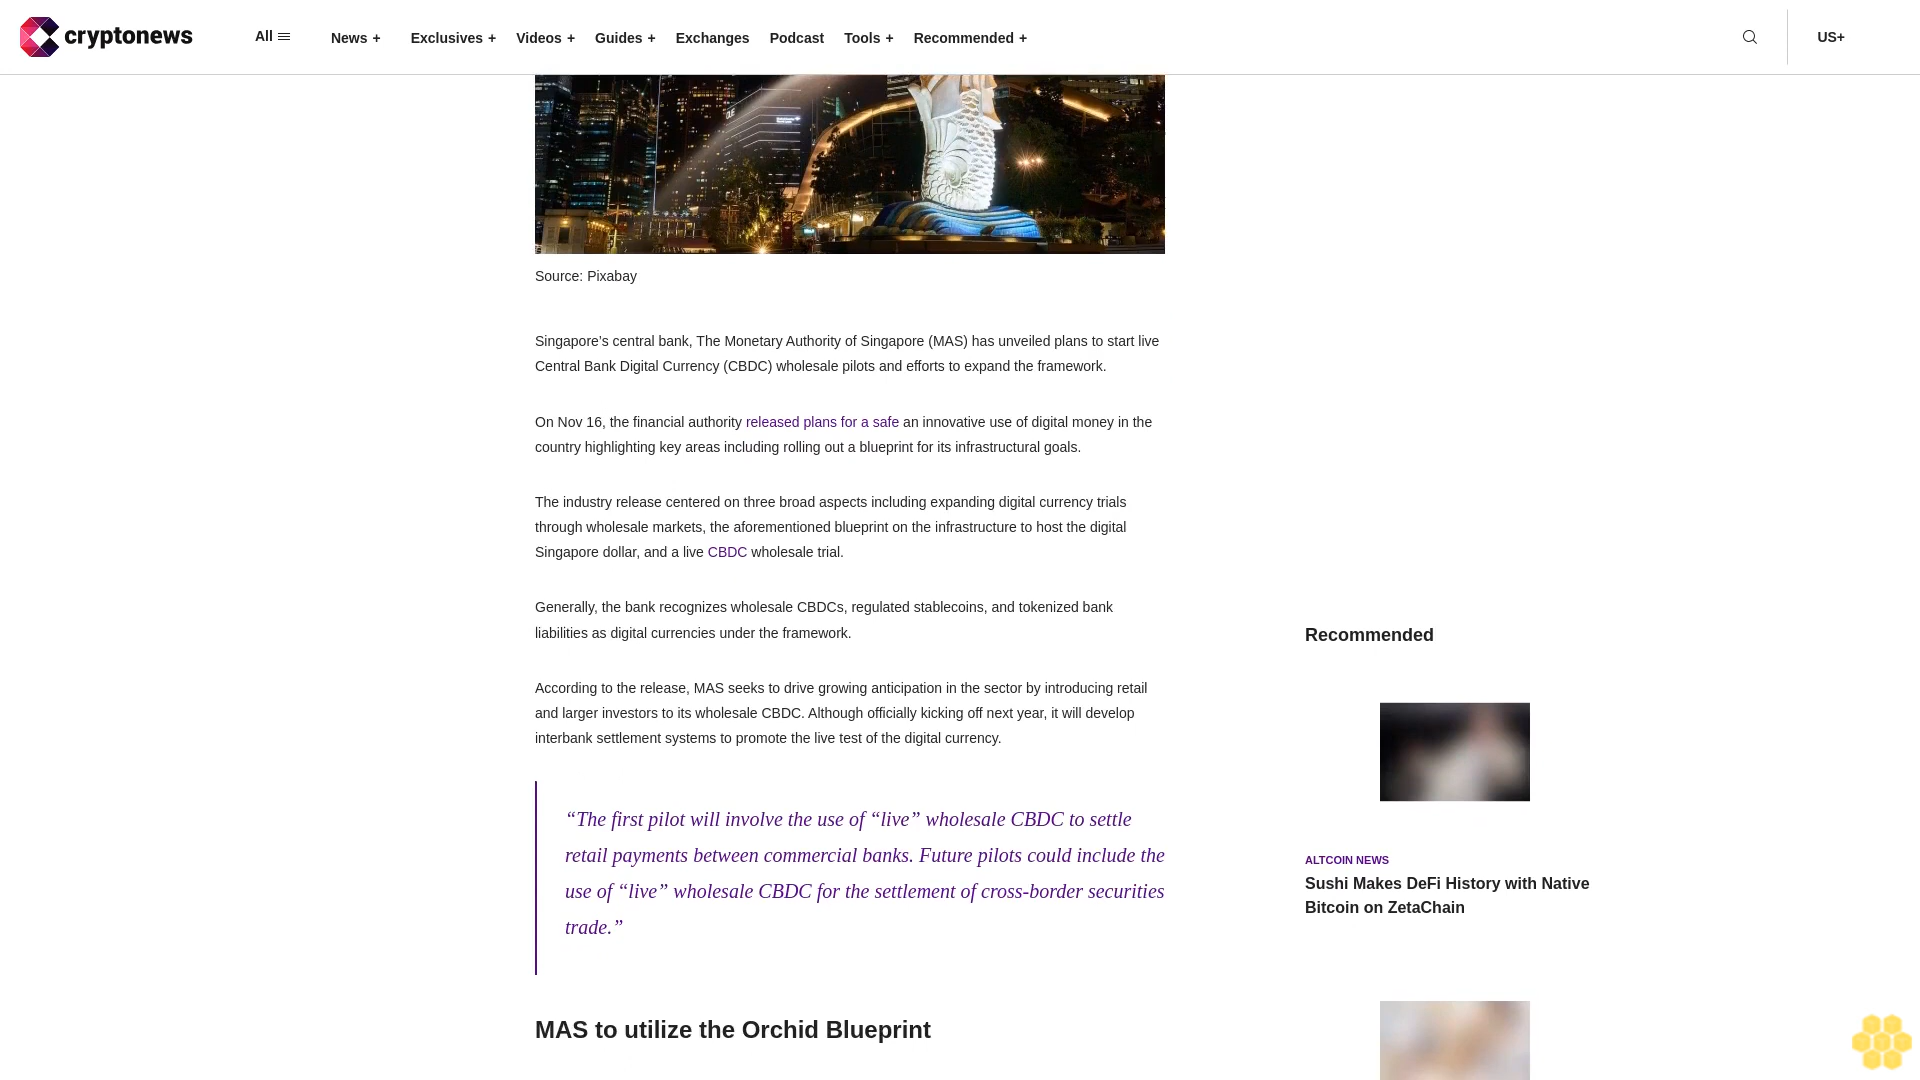 cryptonews
All
News +
Exclusives +
Videos +
Guides +
Exchanges
Podcast
Tools +
Recommended +
US+
Source: Pixabay
Singapore’s central bank, The Monetary Authority of Singapore (MAS) has unveiled plans to start live
Central Bank Digital Currency (CBDC) wholesale pilots and efforts to expand the framework.
On Nov 16, the financial authority released plans for a safe an innovative use of digital money in the
country highlighting key areas including rolling out a blueprint for its infrastructural goals.
The industry release centered on three broad aspects including expanding digital currency trials
through wholesale markets, the aforementioned blueprint on the infrastructure to host the digital
Singapore dollar, and a live CBDC wholesale trial.
Generally, the bank recognizes wholesale CBDCs, regulated stablecoins, and tokenized bank
liabilities as digital currencies under the framework.
According to the release, MAS seeks to drive growing anticipation in the sector by introducing retail
and larger investors to its wholesale CBDC. Although officially kicking off next year, it will develop
interbank settlement systems to promote the live test of the digital currency.
“The first pilot will involve the use of “live” wholesale CBDC to settle
retail payments between commercial banks. Future pilots could include the
use of “live” wholesale CBDC for the settlement of cross-border securities
trade.”
MAS to utilize the Orchid Blueprint
Recommended
ALTCOIN NEWS
Sushi Makes DeFi History with Native
Bitcoin on ZetaChain